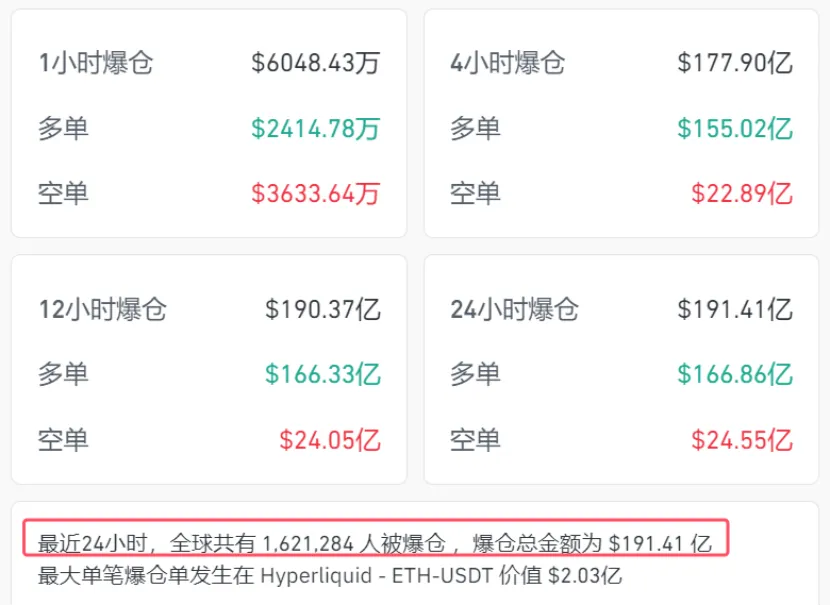 1小时爆仓 $6048.43万
多单 $2414.78万
空单 $3633.64万
4小时爆仓 $177.90亿
多单 $155.02亿
空单 $22.89亿
12小时爆仓 $190.37亿
多单 $166.33亿
空单 $24.05亿
24小时爆仓 $191.41亿
多单 $166.86亿
空单 $24.55亿
最近24小时，全球共有 1,621,284 人被爆仓 ，爆仓总金额为 $191.41 亿
最大单笔爆仓单发生在 Hyperliquid - ETH-USDT 价值 $2.03亿